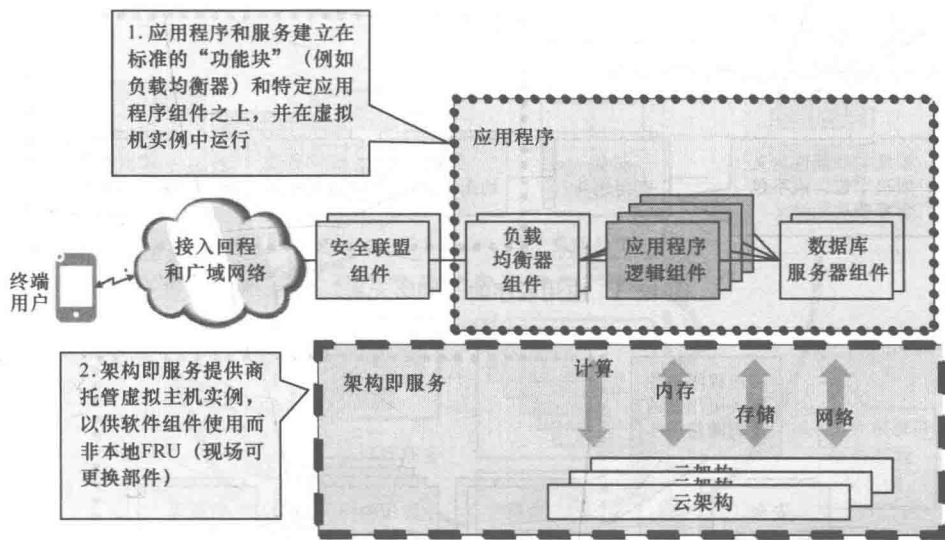 1. 应用程序和服务建立在
标准的“功能块”（例如
负载均衡器）和特定应用
程序组件之上，并在虚拟
机实例中运行
应用程序
终端
用户
接入回程
和广域网络
安全联盟
组件
负载
均衡器
组件
应用程序
逻辑组件
数据库
服务器组件
2. 架构即服务提供商
托管虚拟主机实例，
以供软件组件使用而
非本地FRU（现场可
更换部件）
架构即服务
计算
内存
存储
网络
云架构